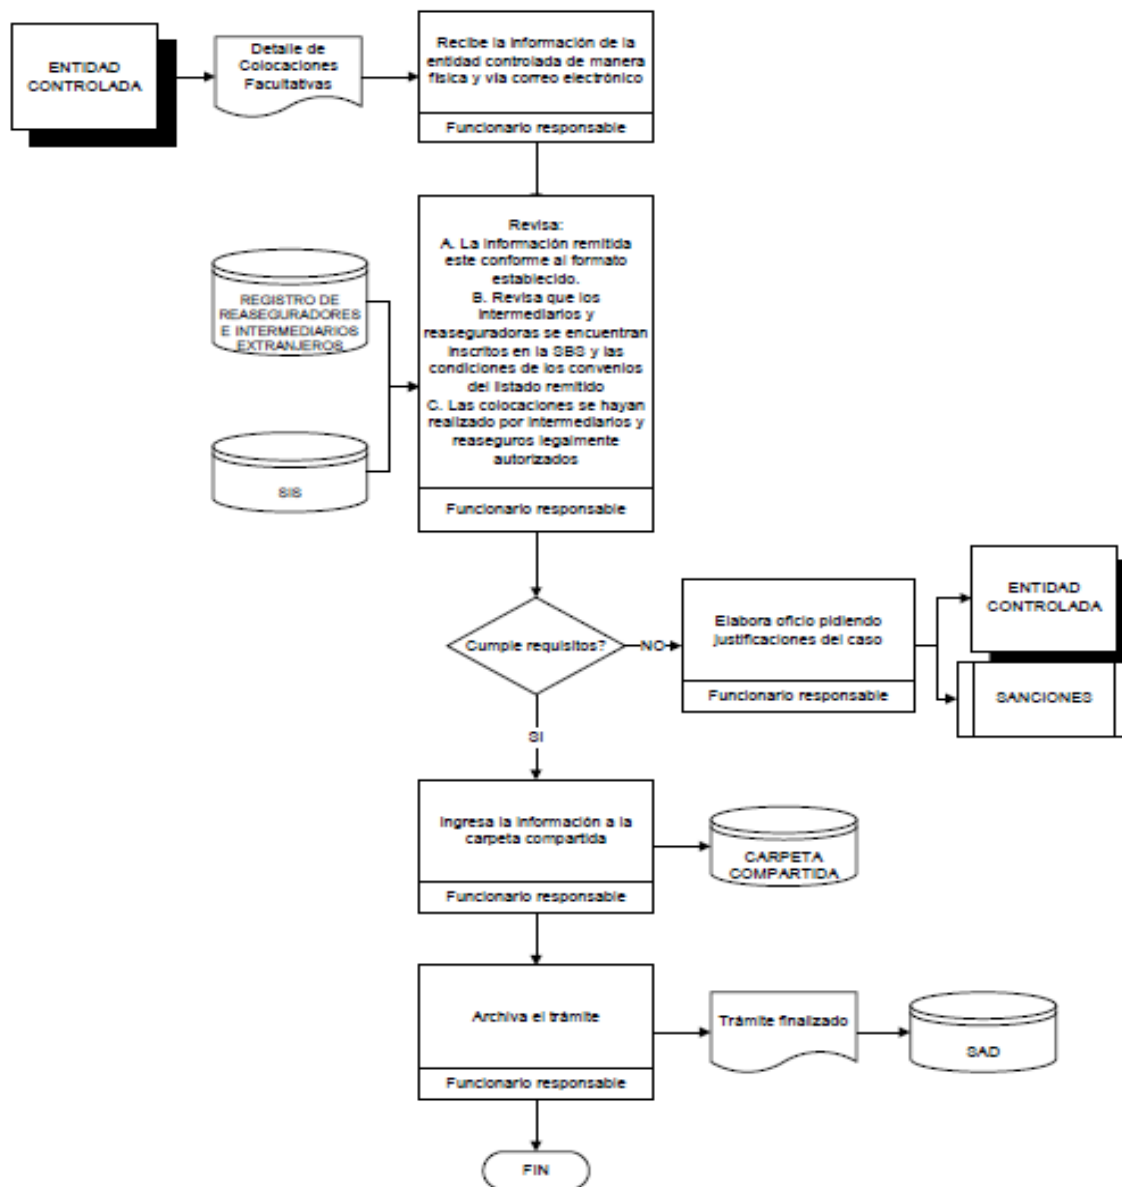 ENTIDAD
CONTROLADA
Detalle de
Colocaciones
Facultativas
Recibe la información de la
entidad controlada de manera
física y vía correo electrónico
Funcionario responsable
Revisa:
A. La información remitida
este conforme al formato
establecido.
B. Revisa que los
intermediarios y
reaseguradoras se encuentran
inscritos en la SBS y las
condiciones de los convenios
del listado remitido
C. Las colocaciones se hayan
realizado por intermediarios y
reaseguros legalmente
autorizados
Funcionario responsable
REGISTRO DE
REASEGURADORES
E INTERMEDIARIOS
EXTRANJEROS
SIS
Cumple requisitos?
NO
Elabora oficio pidiendo
justificaciones del caso
Funcionario responsable
ENTIDAD
CONTROLADA
SANCIONES
SI
Ingresa la información a la
carpeta compartida
Funcionario responsable
CARPETA
COMPARTIDA
Archiva el trámite
Funcionario responsable
Trámite finalizado
SAD
FIN